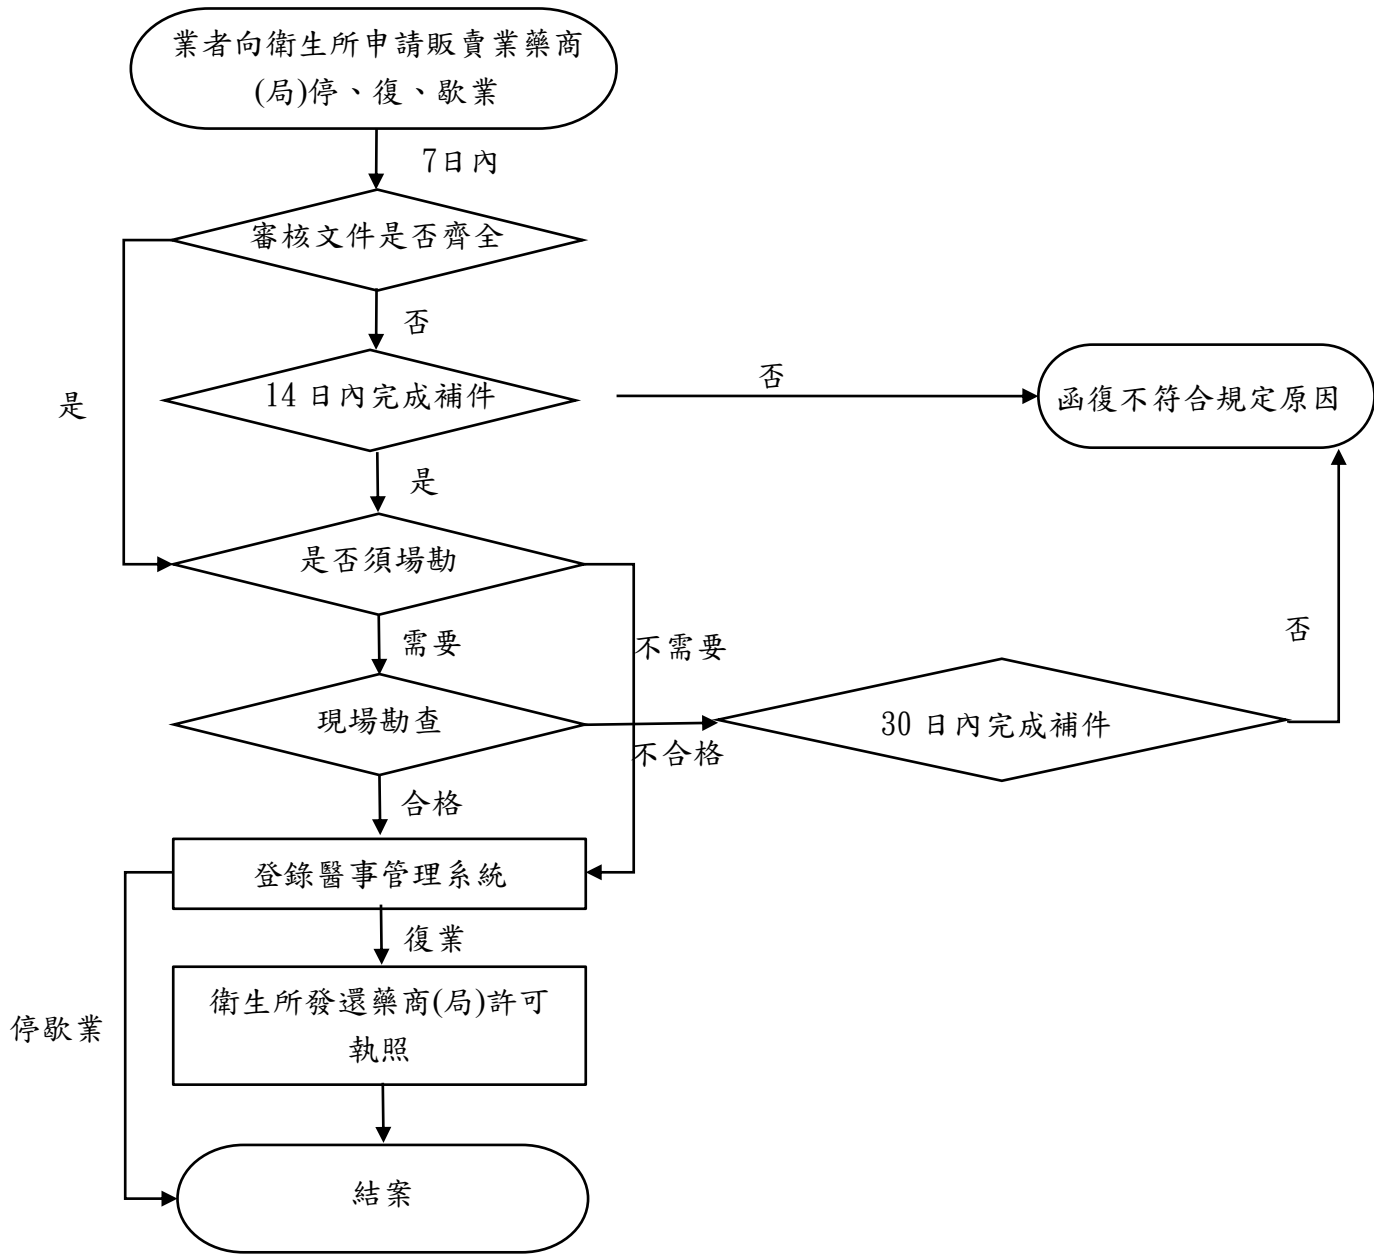 業者向衛生所申請販賣業藥商
(局)停、復、歇業
7日內
審核文件是否齊全
否
是
14 日內完成補件
否
函復不符合規定原因
是
是否須場勘
需要
不需要
否
現場勘查
不合格
30 日內完成補件
合格
登錄醫事管理系統
復業
停歇業
衛生所發還藥商(局)許可
執照
結案